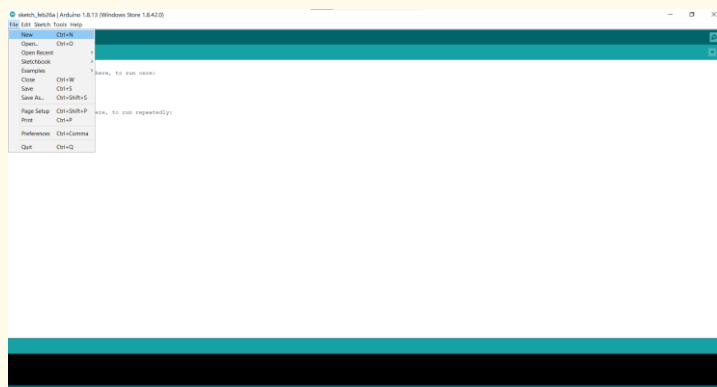 sketch_feb26a | Arduino 1.8.13 (Windows Store 1.8.42.0)
File Edit Sketch Tools Help
New Ctrl+N
Open... Ctrl+O
Open Recent
Sketchbook
Examples
here, to run once:
Close Ctrl+W
Save Ctrl+S
Save As... Ctrl+Shift+S
Page Setup Ctrl+Shift+P
ere, to run repeatedly:
Print Ctrl+P
Preferences Ctrl+Comma
Quit Ctrl+Q